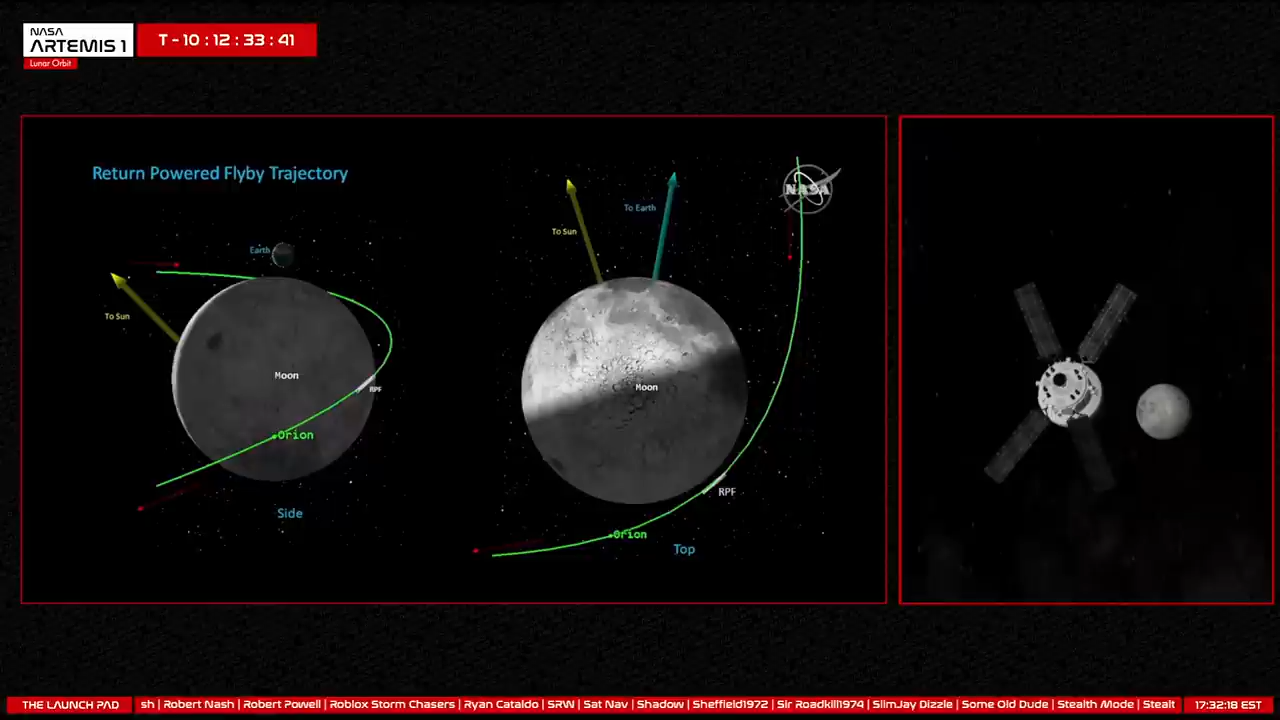 NASA
ARTEMIS 1
Lunar Orbit
T - 10 : 12 : 33 : 41
Return Powered Flyby Trajectory
Earth
To Sun
Moon
RPF
Orion
Side
NASA
To Earth
To Sun
Moon
RPF
Orion
Top
THE LAUNCH PAD
sh | Robert Nash | Robert Powell | Roblox Storm Chasers | Ryan Cataldo | SRW | Sat Nav | Shadow | Sheffield1972 | Sir Roadkill1974 | SlimJay Dizzle | Some Old Dude | Stealth Mode | Stealt
17:32:18 EST